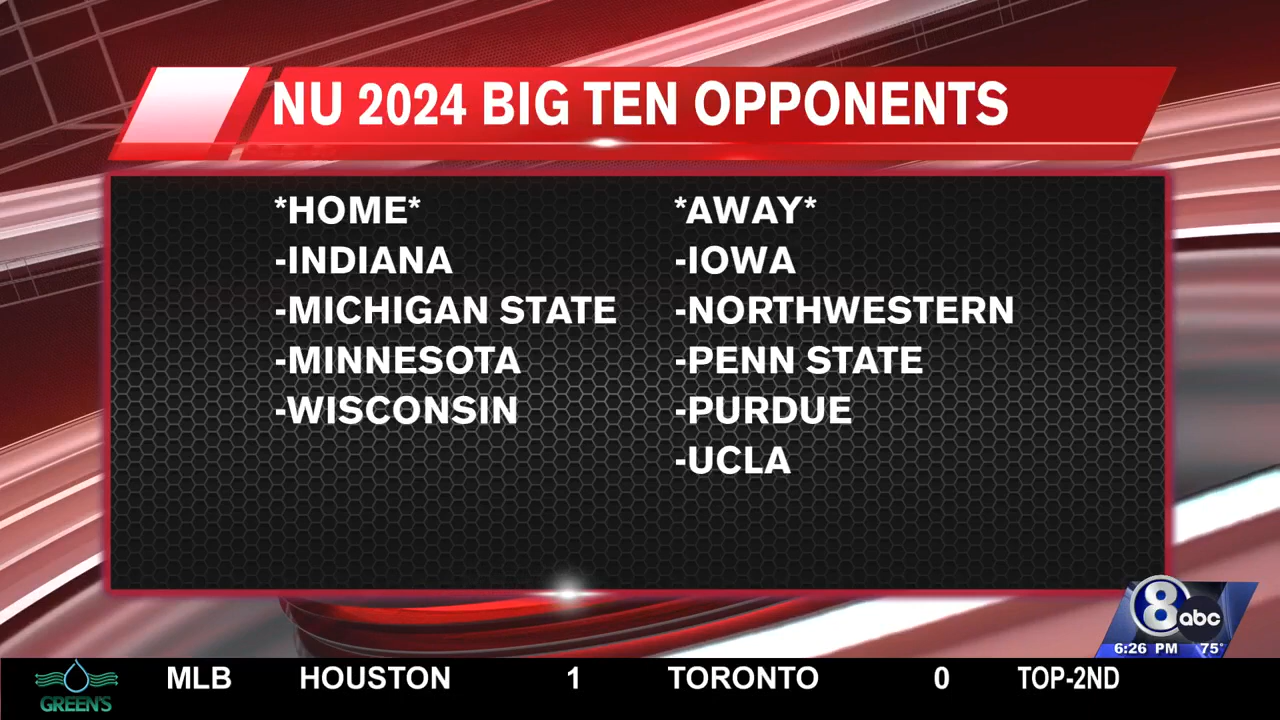 NU 2024 BIG TEN OPPONENTS
*HOME*
-INDIANA
-MICHIGAN STATE
-MINNESOTA
-WISCONSIN
*AWAY*
-IOWA
-NORTHWESTERN
-PENN STATE
-PURDUE
-UCLA
8 abc
6:26 PM 75°
GREEN'S
MLB HOUSTON 1 TORONTO 0 TOP-2ND